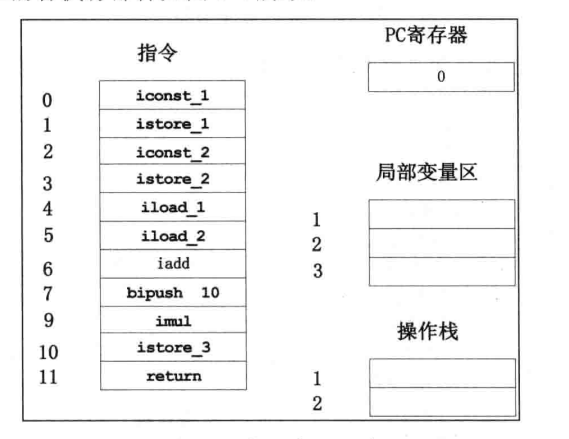 指令
0 iconst_1
1 istore_1
2 iconst_2
3 istore_2
4 iload_1
5 iload_2
6 iadd
7 bipush 10
9 imul
10 istore_3
11 return
PC寄存器
0
局部变量区
1
2
3
操作栈
1
2